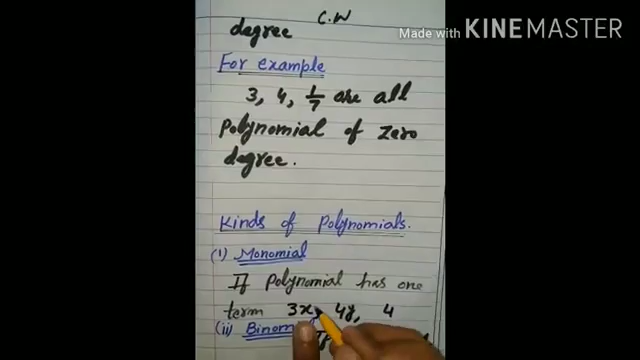 C.W
Made with KINEMASTER
degree
For example
3, 4, 1/7 are all
polynomial of Zero
degree.
Kinds of Polynomials.
(i) Monomial
If Polynomial has one
term 3x, 4y, 4
(ii)